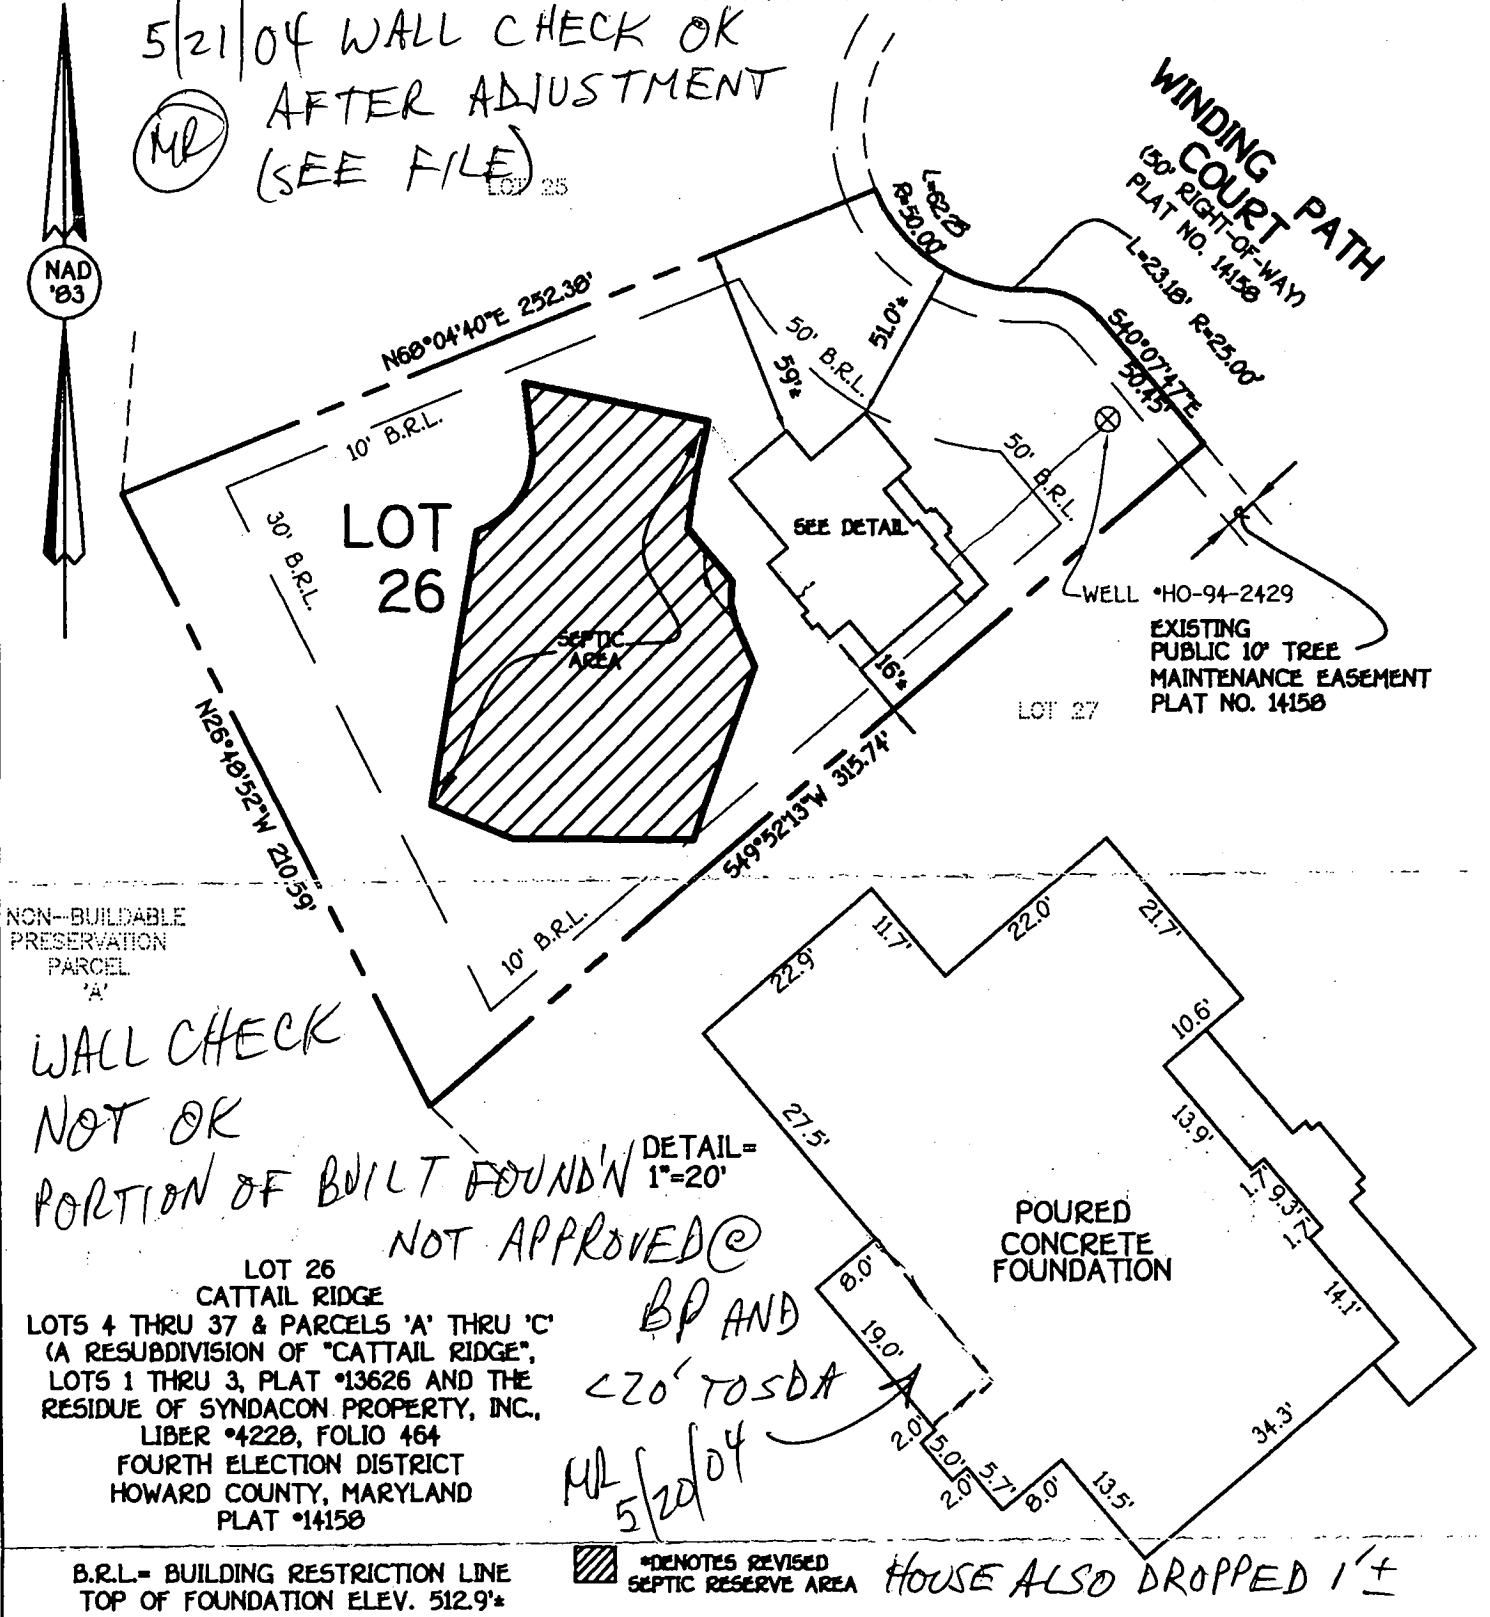 5/21/04 WALL CHECK OK
AFTER ADJUSTMENT
MR
(SEE FILE)
LOT 25
NAD
'83
WINDING PATH
COURT
(50' RIGHT-OF-WAY)
PLAT NO. 14158
L=62.25
R=50.00'
L=23.18' R=25.00'
S40°07'47"E
50.45'
N68°04'40"E 252.38'
50' B.R.L.
51.0'±
59'±
10' B.R.L.
50' B.R.L.
30' B.R.L.
LOT
26
SEE DETAIL
SEPTIC
AREA
WELL *HO-94-2429
EXISTING
PUBLIC 10' TREE
MAINTENANCE EASEMENT
PLAT NO. 14158
16'±
LOT 27
N26°48'52"W 210.59'
S49°52'13"W 315.74'
10' B.R.L.
NON-BUILDABLE
PRESERVATION
PARCEL
'A'
WALL CHECK
NOT OK
PORTION OF BUILT FOUND'N
NOT APPROVED @
BP AND
<20' TO SDA
MR 5/20/04
DETAIL=
1"=20'
22.9'
11.7'
22.0'
21.7'
10.6'
27.5'
13.9'
1.7'
9.3'
1.7'
14.1'
POURED
CONCRETE
FOUNDATION
8.0'
19.0'
2.0'
5.0'
2.0'
5.7'
8.0'
13.5'
34.3'
LOT 26
CATTAIL RIDGE
LOTS 4 THRU 37 & PARCELS 'A' THRU 'C'
(A RESUBDIVISION OF "CATTAIL RIDGE",
LOTS 1 THRU 3, PLAT *13626 AND THE
RESIDUE OF SYNDACON PROPERTY, INC.,
LIBER *4228, FOLIO 464
FOURTH ELECTION DISTRICT
HOWARD COUNTY, MARYLAND
PLAT *14158
B.R.L.= BUILDING RESTRICTION LINE
TOP OF FOUNDATION ELEV. 512.9'±
*DENOTES REVISED
SEPTIC RESERVE AREA
HOUSE ALSO DROPPED 1'±